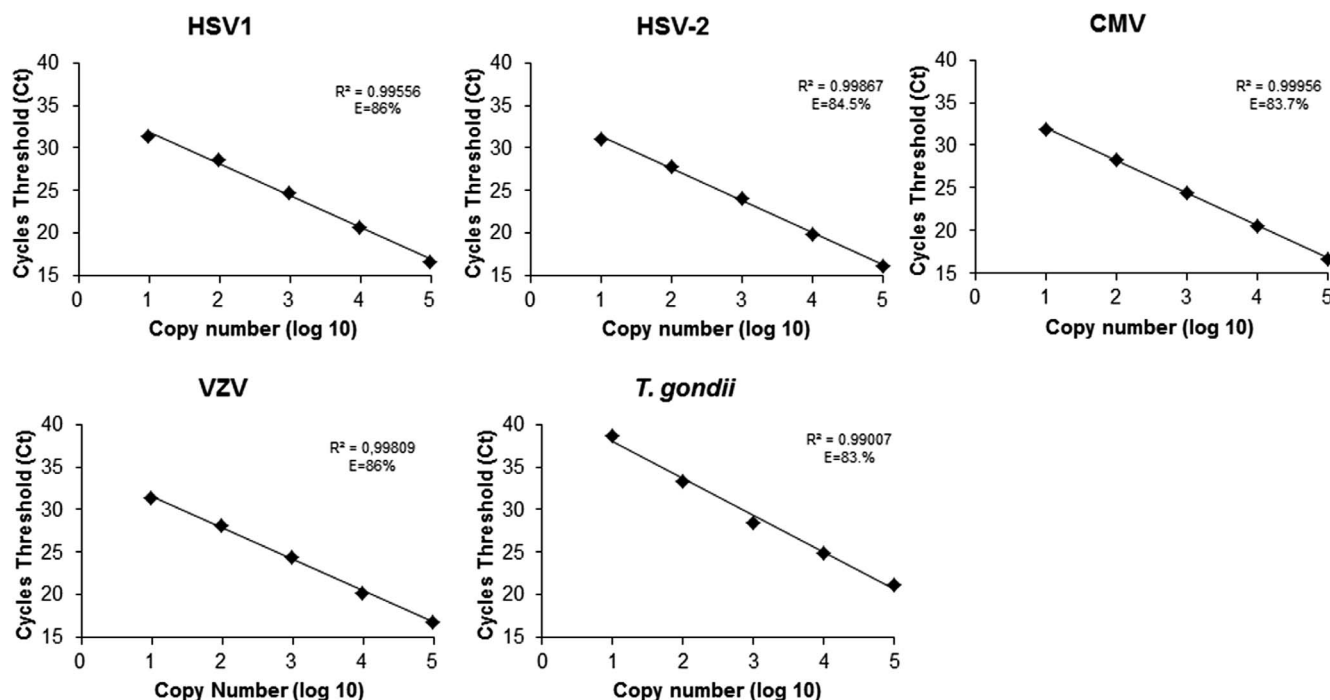 HSV1
Cycles Threshold (Ct)
40
35
30
25
20
15
R² = 0.99556
E=86%
0 1 2 3 4 5
Copy number (log 10)
HSV-2
Cycles Threshold (Ct)
40
35
30
25
20
15
R² = 0.99867
E=84.5%
0 1 2 3 4 5
Copy number (log 10)
CMV
Cycles Threshold (Ct)
40
35
30
25
20
15
R² = 0.99956
E=83.7%
0 1 2 3 4 5
Copy number (log 10)
VZV
Cycles Threshold (Ct)
40
35
30
25
20
15
R² = 0,99809
E=86%
0 1 2 3 4 5
Copy Number (log 10)
T. gondii
Cycles Threshold (Ct)
40
35
30
25
20
15
R² = 0.99007
E=83.%
0 1 2 3 4 5
Copy number (log 10)